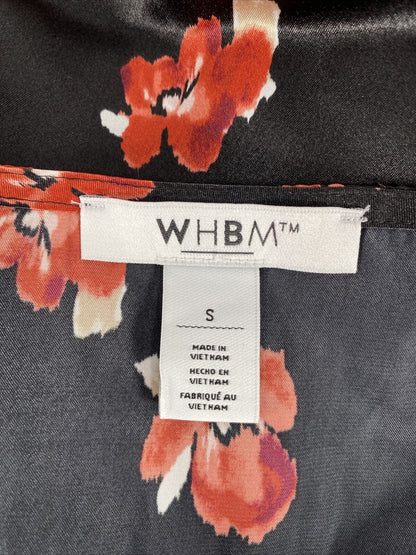 WHBM™
S
MADE IN
VIETNAM
HECHO EN
VIETNAM
FABRIQUÉ AU
VIETNAM